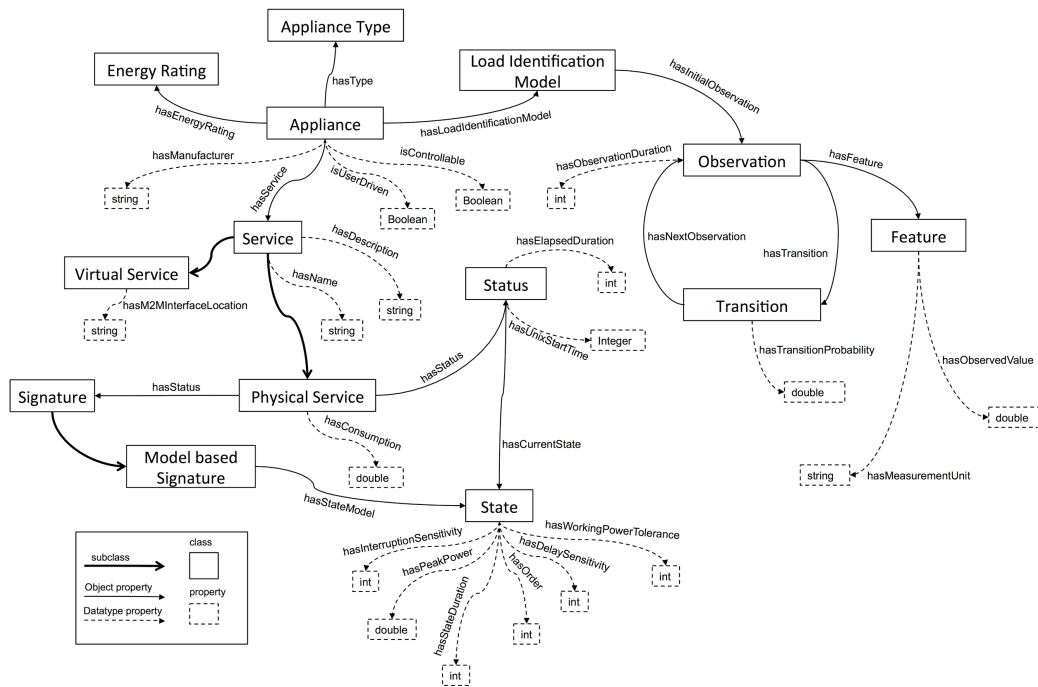 Appliance Type
Energy Rating
Load Identification
Model
hasType
hasInitialObservation
hasEnergyRating
Appliance
hasLoadIdentificationModel
hasManufacturer
isControllable
hasObservationDuration
Observation
hasFeature
string
hasService
isUserDriven
Boolean
Boolean
int
Service
hasDescription
hasElapsedDuration
hasNextObservation
hasTransition
Feature
Virtual Service
hasName
Status
int
hasM2MInterfaceLocation
string
string
string
hasUnixStartTime
Integer
Transition
hasTransitionProbability
hasObservedValue
hasStatus
hasStatus
Signature
Physical Service
double
double
hasConsumption
hasCurrentState
Model based
Signature
double
string
hasMeasurementUnit
hasStateModel
State
hasInterruptionSensitivity
hasWorkingPowerTolerance
hasPeakPower
hasDelaySensitivity
hasOrder
hasStateDuration
int
int
int
double
int
int
class
subclass
Object property
property
Datatype property